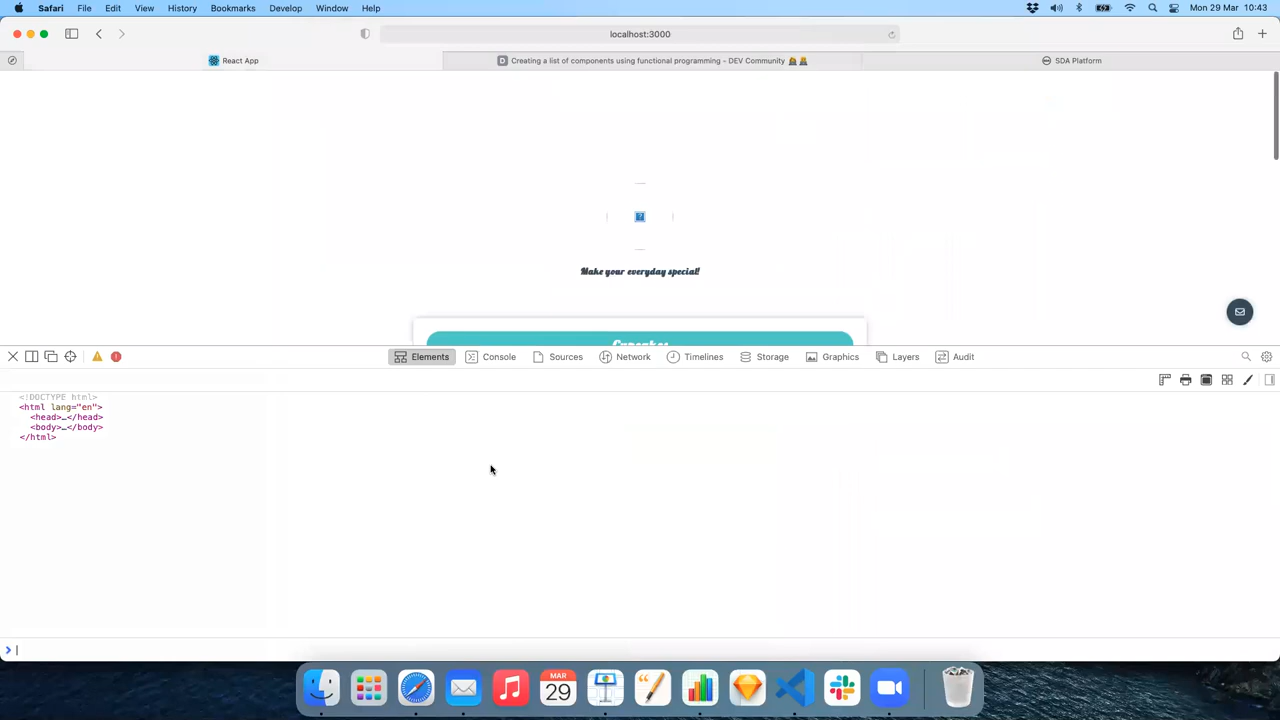 Safari File Edit View History Bookmarks Develop Window Help Mon 29 Mar 10:43
localhost:3000
React App Creating a list of components using functional programming - DEV Community 👩‍💻👨‍💻 SDA Platform
?
Make your everyday special!
Cupcakes
Elements Console Sources Network Timelines Storage Graphics Layers Audit
<!DOCTYPE html>
<html lang="en">
<head>…</head>
<body>…</body>
</html>
MAR
29